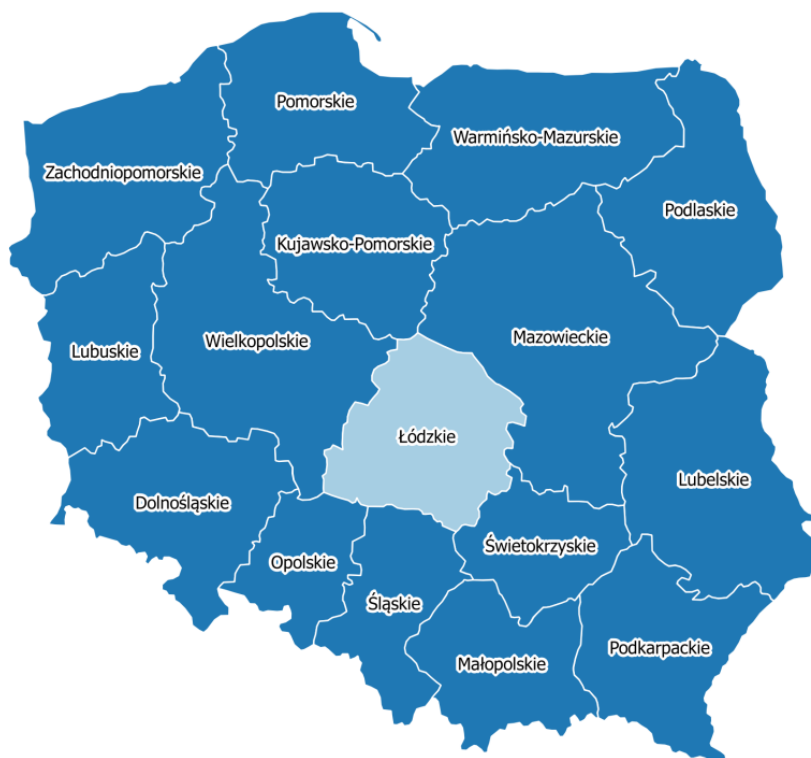 Pomorskie
Warmińsko-Mazurskie
Zachodniopomorskie
Podlaskie
Kujawsko-Pomorskie
Mazowieckie
Wielkopolskie
Lubuskie
Łódzkie
Lubelskie
Dolnośląskie
Świetokrzyskie
Opolskie
Śląskie
Podkarpackie
Małopolskie